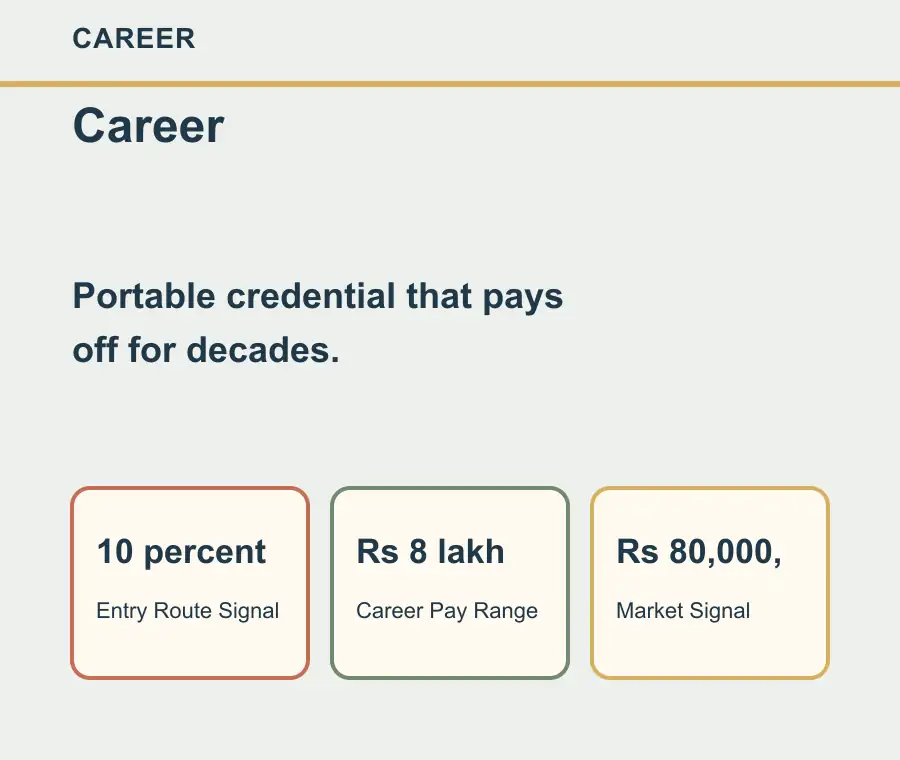 CAREER
Career
Portable credential that pays
off for decades.
10 percent
Entry Route Signal
Rs 8 lakh
Career Pay Range
Rs 80,000,
Market Signal